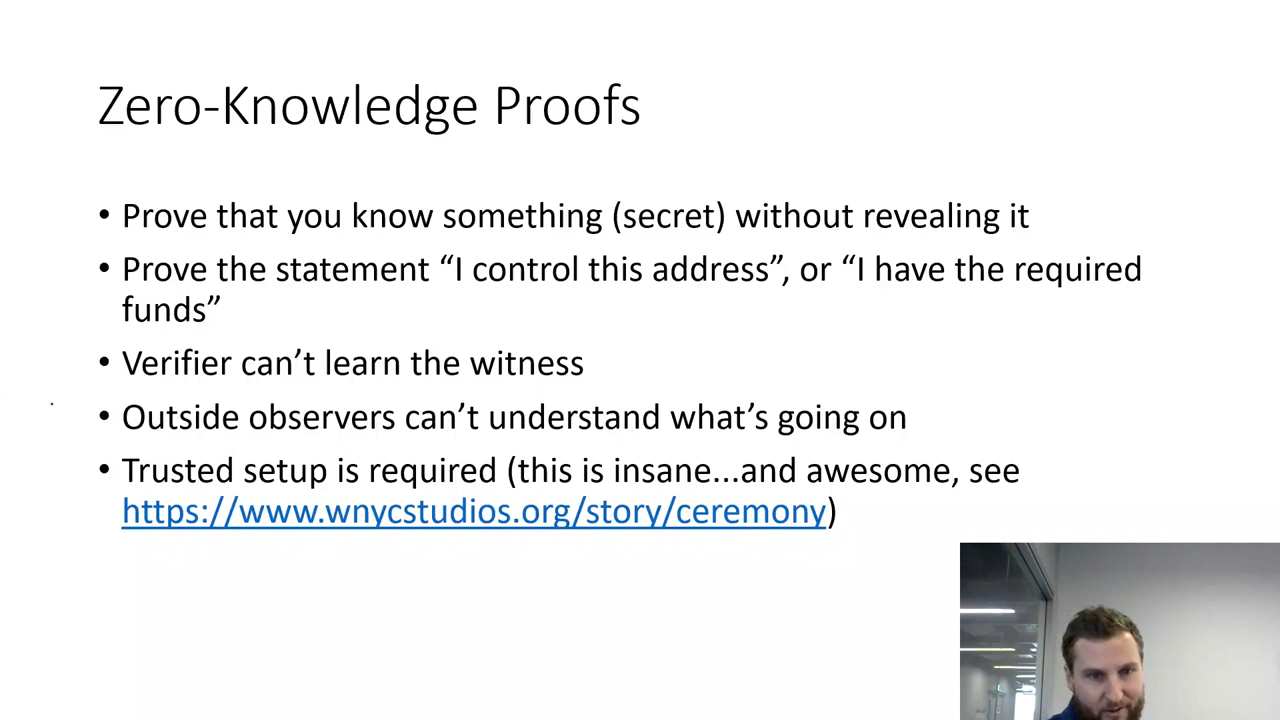 Zero-Knowledge Proofs
• Prove that you know something (secret) without revealing it
• Prove the statement “I control this address”, or “I have the required
funds”
• Verifier can’t learn the witness
• Outside observers can’t understand what’s going on
• Trusted setup is required (this is insane...and awesome, see
https://www.wnycstudios.org/story/ceremony)